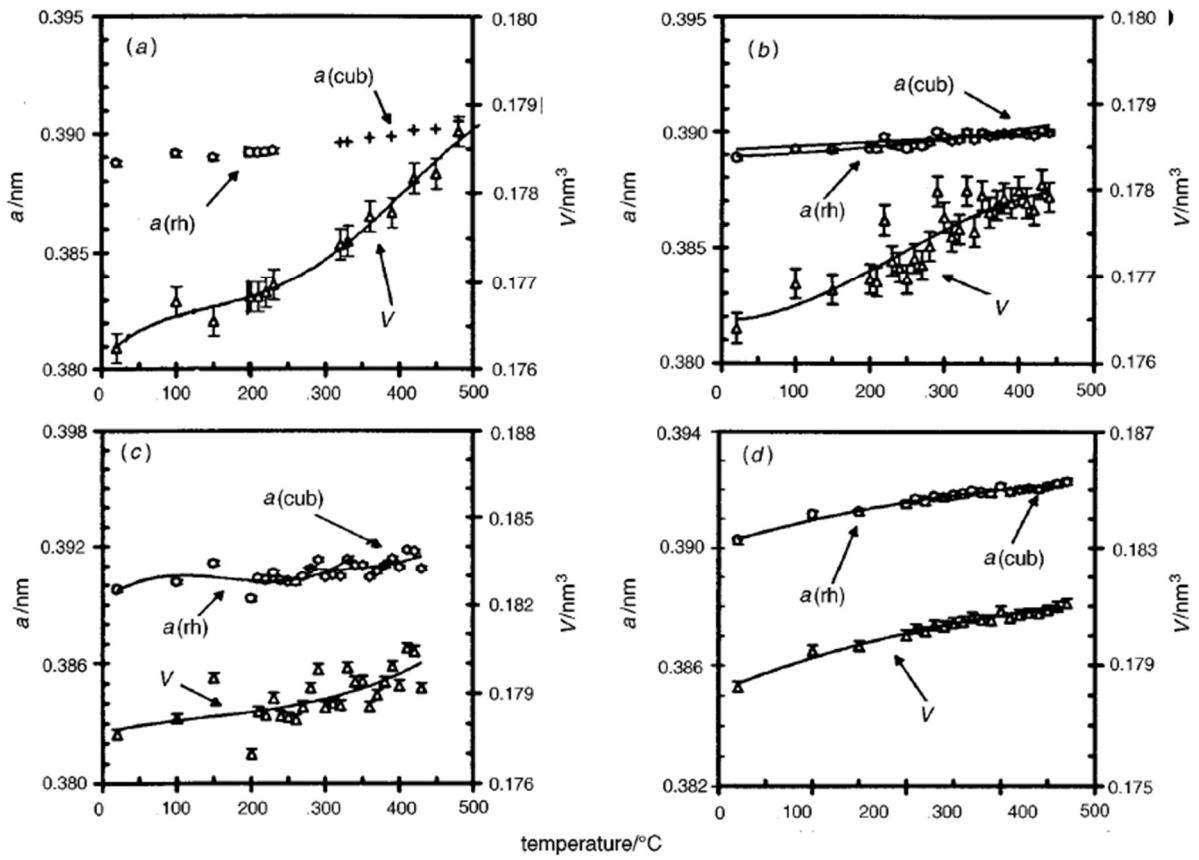 (a)
a/nm
0.395
0.390
0.385
0.380
V/nm³
0.180
0.179
0.178
0.177
0.176
0 100 200 .300 400 500
a(cub)
a(rh)
V
(b)
a/nm
0.395
0.390
0.385
0.380
V/nm³
0.180
0.179
0.178
0.177
0.176
0 100 200 300 400 500
a(cub)
a(rh)
V
(c)
a/nm
0.398
0.392
0.386
0.380
V/nm³
0.188
0.185
0.182
0.179
0.176
0 100 200 300 400 500
a(cub)
a(rh)
V
(d)
a/nm
0.394
0.390
0.386
0.382
V/nm³
0.187
0.183
0.179
0.175
0 100 .200 .300 .400 500
a(cub)
a(rh)
V
temperature/°C